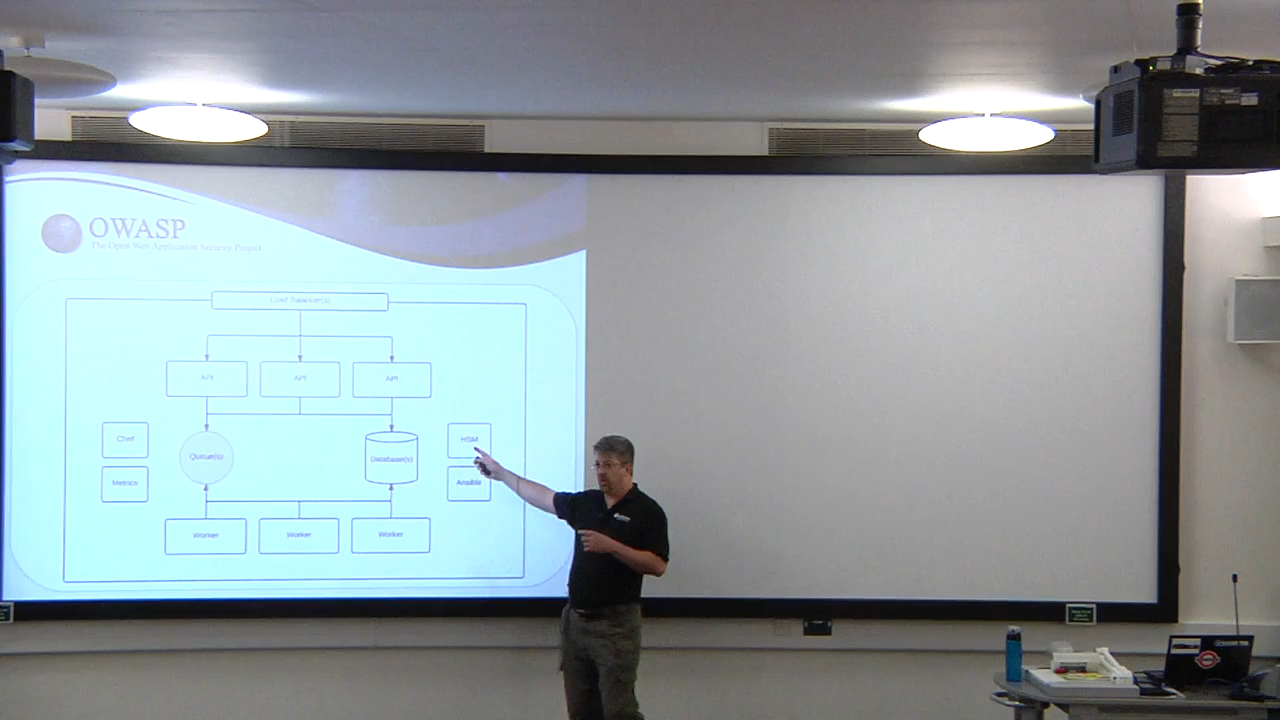 OWASP
The Open Web Application Security Project
Load Balancer(s)
API
API
API
Chef
Queue(s)
Database(s)
HSM
Metrics
Ansible
Worker
Worker
Worker